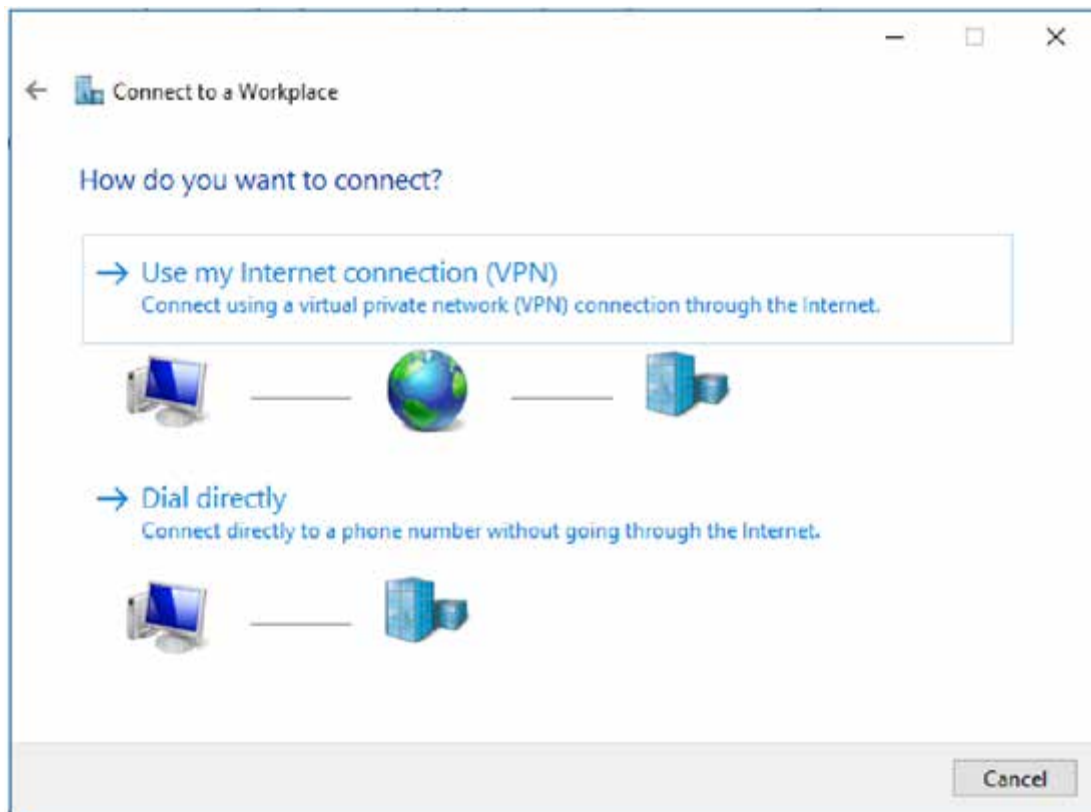 Connect to a Workplace
How do you want to connect?
Use my Internet connection (VPN)
Connect using a virtual private network (VPN) connection through the Internet.
Dial directly
Connect directly to a phone number without going through the Internet.
Cancel